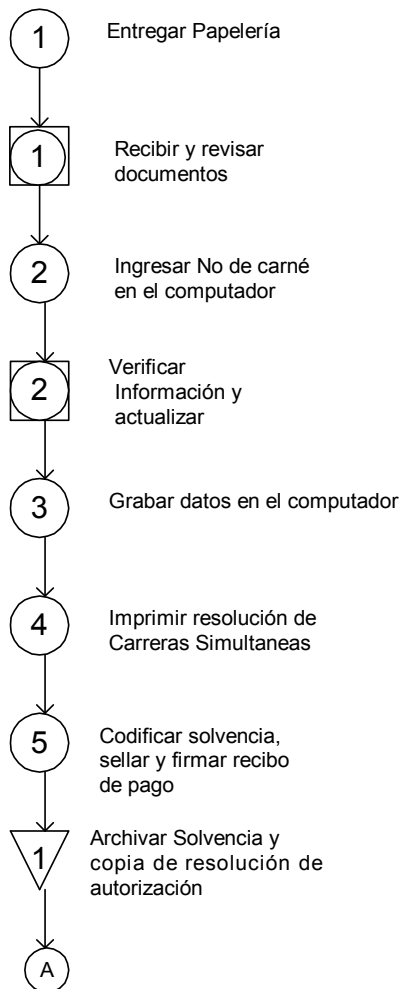 1
Entregar Papelería
1
Recibir y revisar
documentos
2
Ingresar No de carné
en el computador
2
Verificar
Información y
actualizar
3
Grabar datos en el computador
4
Imprimir resolución de
Carreras Simultaneas
5
Codificar solvencia,
sellar y firmar recibo
de pago
1
Archivar Solvencia y
copia de resolución de
autorización
A